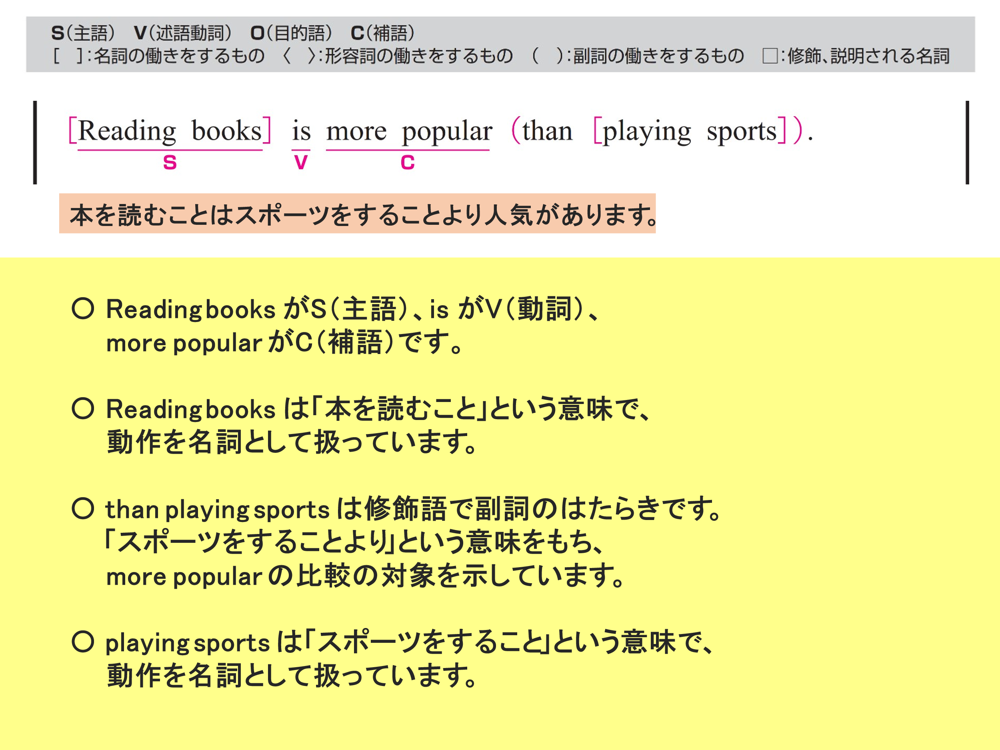 S（主語）　V（述語動詞）　O（目的語）　C（補語）
［　］：名詞の働きをするもの　〈　〉：形容詞の働きをするもの　（　）：副詞の働きをするもの　□：修飾、説明される名詞
[Reading books] is more popular (than [playing sports]).
S V C
本を読むことはスポーツをすることより人気があります。
○ Reading books がS（主語）、is がV（動詞）、
more popular がC（補語）です。
○ Reading books は「本を読むこと」という意味で、
動作を名詞として扱っています。
○ than playing sports は修飾語で副詞のはたらきです。
「スポーツをすることより」という意味をもち、
more popular の比較の対象を示しています。
○ playing sports は「スポーツをすること」という意味で、
動作を名詞として扱っています。